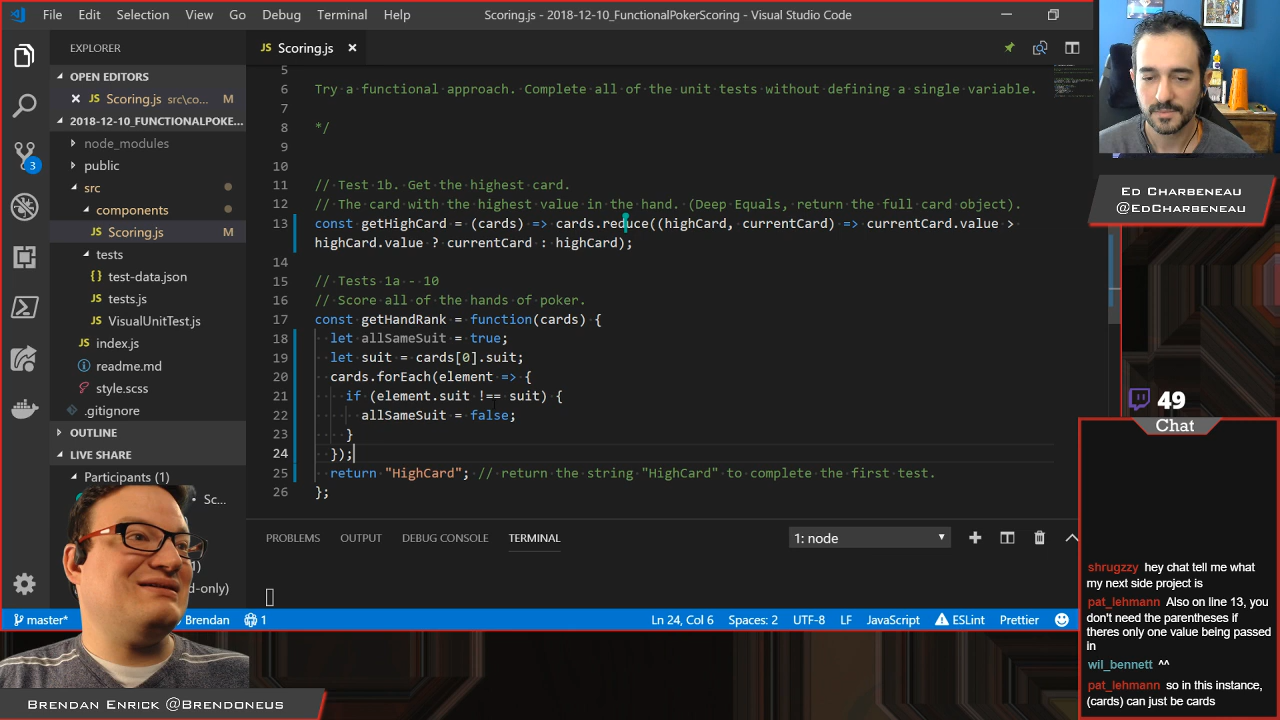 File Edit Selection View Go Debug Terminal Help
Scoring.js - 2018-12-10_FunctionalPokerScoring - Visual Studio Code
EXPLORER
OPEN EDITORS
Scoring.js src\co... M
2018-12-10_FUNCTIONALPOKE...
node_modules
public
src
components
Scoring.js M
tests
test-data.json
tests.js
VisualUnitTest.js
index.js
readme.md
style.scss
.gitignore
OUTLINE
LIVE SHARE
Participants (1)
Sc...
3
JS Scoring.js
5
6 Try a functional approach. Complete all of the unit tests without defining a single variable.
7
8 */
9
10
11 // Test 1b. Get the highest card.
12 // The card with the highest value in the hand. (Deep Equals, return the full card object).
13 const getHighCard = (cards) => cards.reduce((highCard, currentCard) => currentCard.value >
highCard.value ? currentCard : highCard);
14
15 // Tests 1a - 10
16 // Score all of the hands of poker.
17 const getHandRank = function(cards) {
18 let allSameSuit = true;
19 let suit = cards[0].suit;
20 cards.forEach(element => {
21 if (element.suit !== suit) {
22 allSameSuit = false;
23 }
24 });
25 return "HighCard"; // return the string "HighCard" to complete the first test.
26 };
PROBLEMS OUTPUT DEBUG CONSOLE TERMINAL
1: node
master* Brendan 1
Ln 24, Col 6 Spaces: 2 UTF-8 LF JavaScript ESLint Prettier
BRENDAN ENRICK @BRENDONEUS
ED CHARBENEAU
@EDCHARBENEAU
49
Chat
shrugzzy hey chat tell me what
my next side project is
pat_lehmann Also on line 13, you
don't need the parentheses if
theres only one value being passed
in
wil_bennett ^^
pat_lehmann so in this instance,
(cards) can just be cards